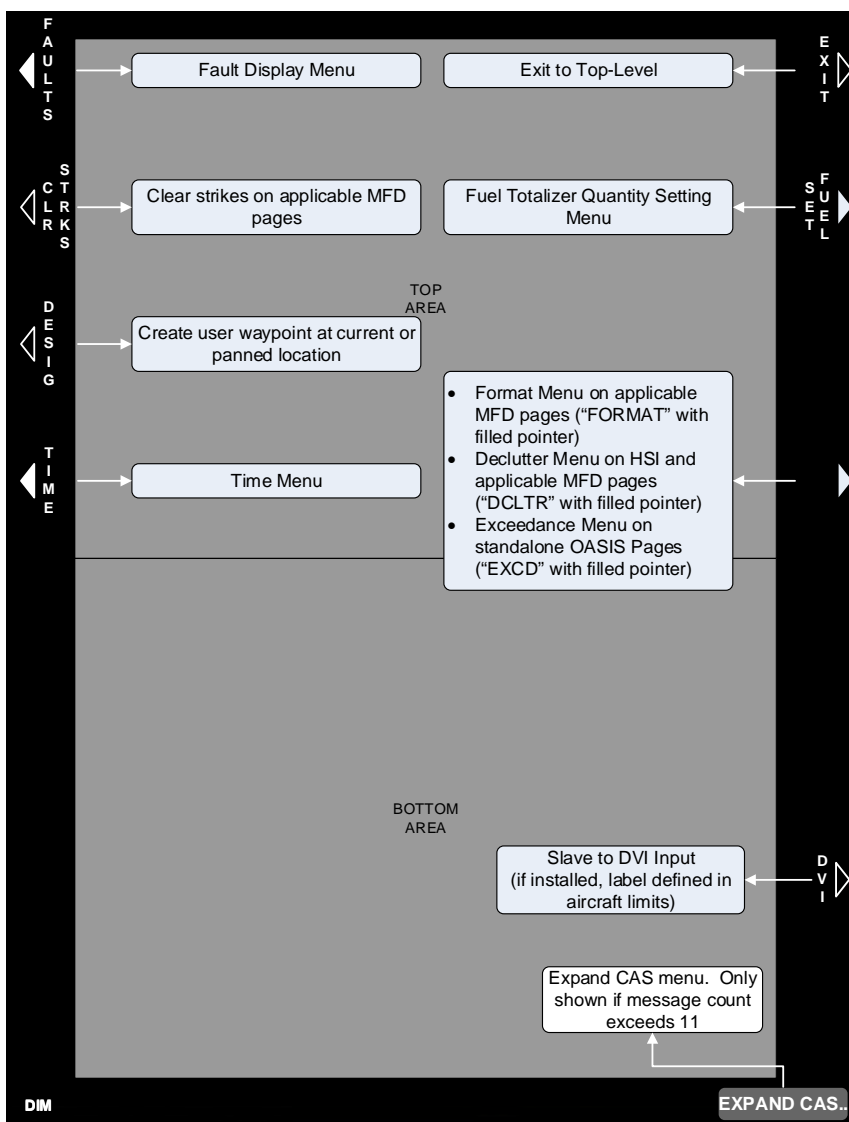 FAULTS
Fault Display Menu
Exit to Top-Level
EXIT
CLR STRKS
Clear strikes on applicable MFD
pages
Fuel Totalizer Quantity Setting
Menu
SET FUEL
TOP
AREA
DESIG
Create user waypoint at current or
panned location
• Format Menu on applicable
MFD pages (“FORMAT” with
filled pointer)
• Declutter Menu on HSI and
applicable MFD pages
(“DCLTR” with filled pointer)
• Exceedance Menu on
standalone OASIS Pages
(“EXCD” with filled pointer)
TIME
Time Menu
BOTTOM
AREA
Slave to DVI Input
(if installed, label defined in
aircraft limits)
DVI
Expand CAS menu. Only
shown if message count
exceeds 11
DIM
EXPAND CAS..